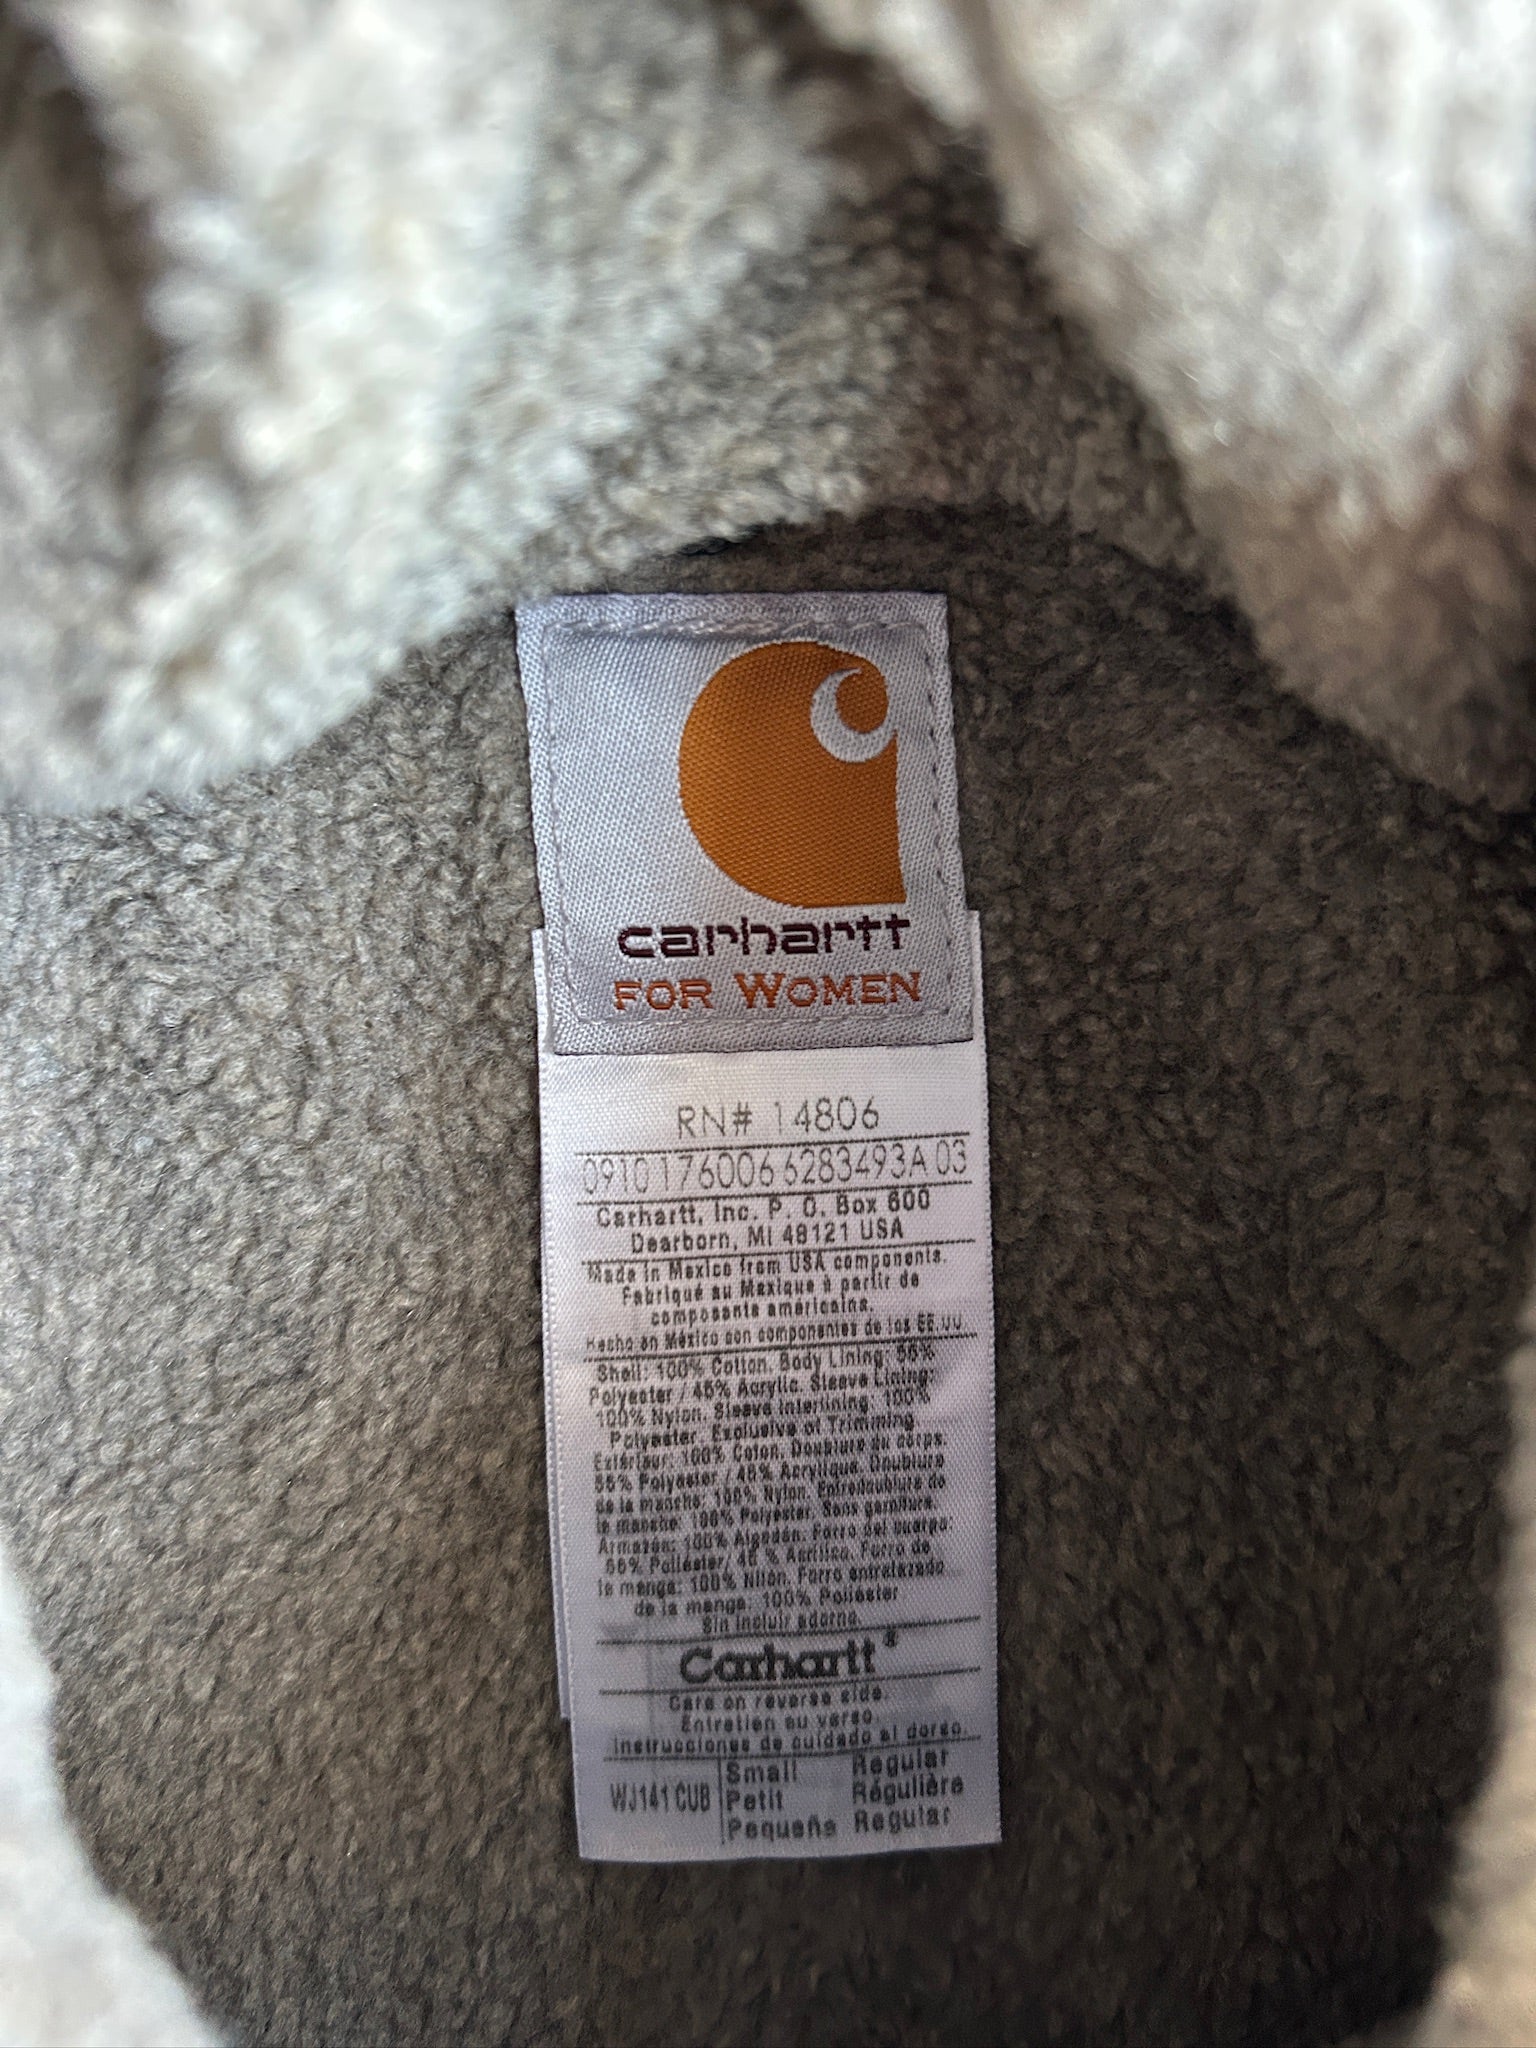 carhartt
FOR WOMEN
RN# 14806
0910 176006 6283493A 03
Carhartt, Inc. P. O. Box 600
Dearborn, MI 48121 USA
Made in Mexico from USA components.
Fabriqué au Mexique à partir de
composants américains.
Hecho en México con componentes de los EE.UU.
Shell: 100% Cotton. Body Lining: 55%
Polyester / 45% Acrylic. Sleeve Lining:
100% Nylon. Sleeve Interlining: 100%
Polyester. Exclusive of Trimming
Extérieur: 100% Coton. Doublure du corps:
55% Polyester / 45% Acrylique. Doublure
de la manche: 100% Nylon. Entredoublure de
la manche: 100% Polyester. Sans garniture.
Armazon: 100% Algodón. Forro del cuerpo:
55% Poliéster/ 45 % Acrílico. Forro de
la manga: 100% Nilon. Forro entrelazado
de la manga: 100% Poliéster
Sin incluir adorno.
Carhartt®
Care on reverse side.
Entretien au verso.
Instrucciones de cuidado al dorso.
WJ141 CUB Small Regular
Petit Régulière
Pequeño Regular